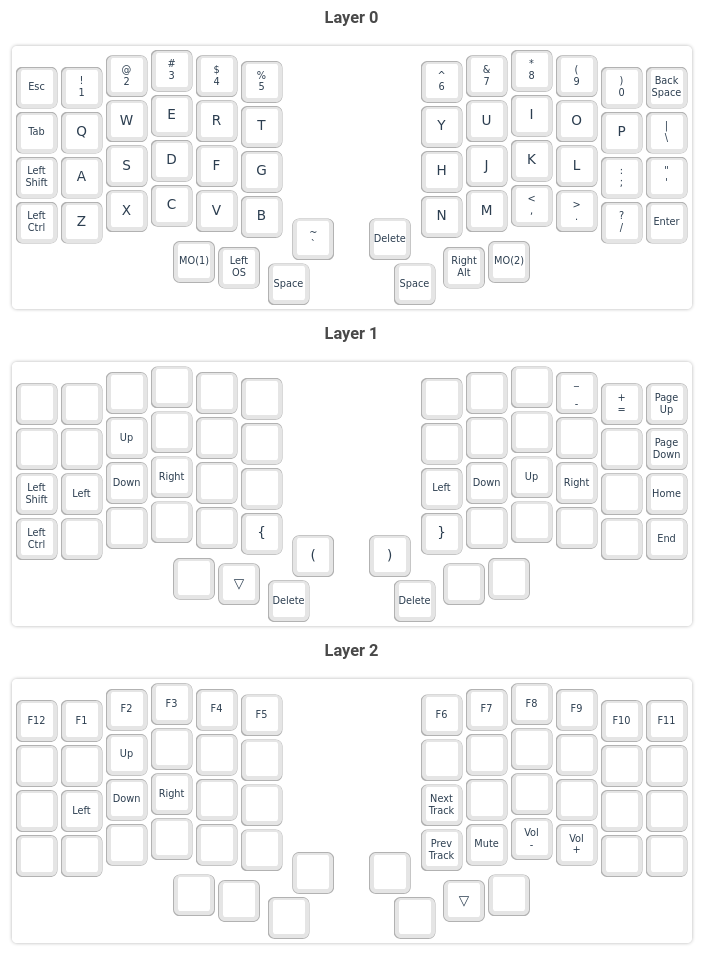 Layer 0
Esc ! @ # $ % ^ & * ( ) Back
1 2 3 4 5 6 7 8 9 0 Space
Tab Q W E R T Y U I O P |
\
Left A S D F G H J K L : "
Shift ; '
Left Z X C V B N M < > ? Enter
Ctrl , . /
~ Delete
`
MO(1) Left Right MO(2)
OS Alt
Space Space
Layer 1
– + Page
- = Up
Up Page
Down
Left Left Down Right Left Down Up Right Home
Shift
Left { } End
Ctrl
( )
▽
Delete Delete
Layer 2
F12 F1 F2 F3 F4 F5 F6 F7 F8 F9 F10 F11
Up
Left Down Right Next
Track
Prev Mute Vol Vol
Track - +
▽